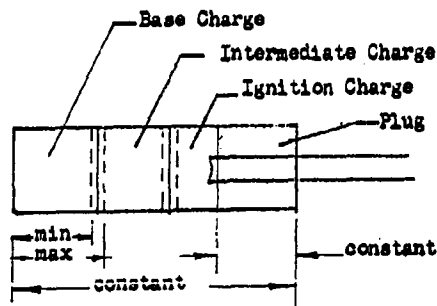 Base Charge
Intermediate Charge
Ignition Charge
Plug
min
max
constant
constant